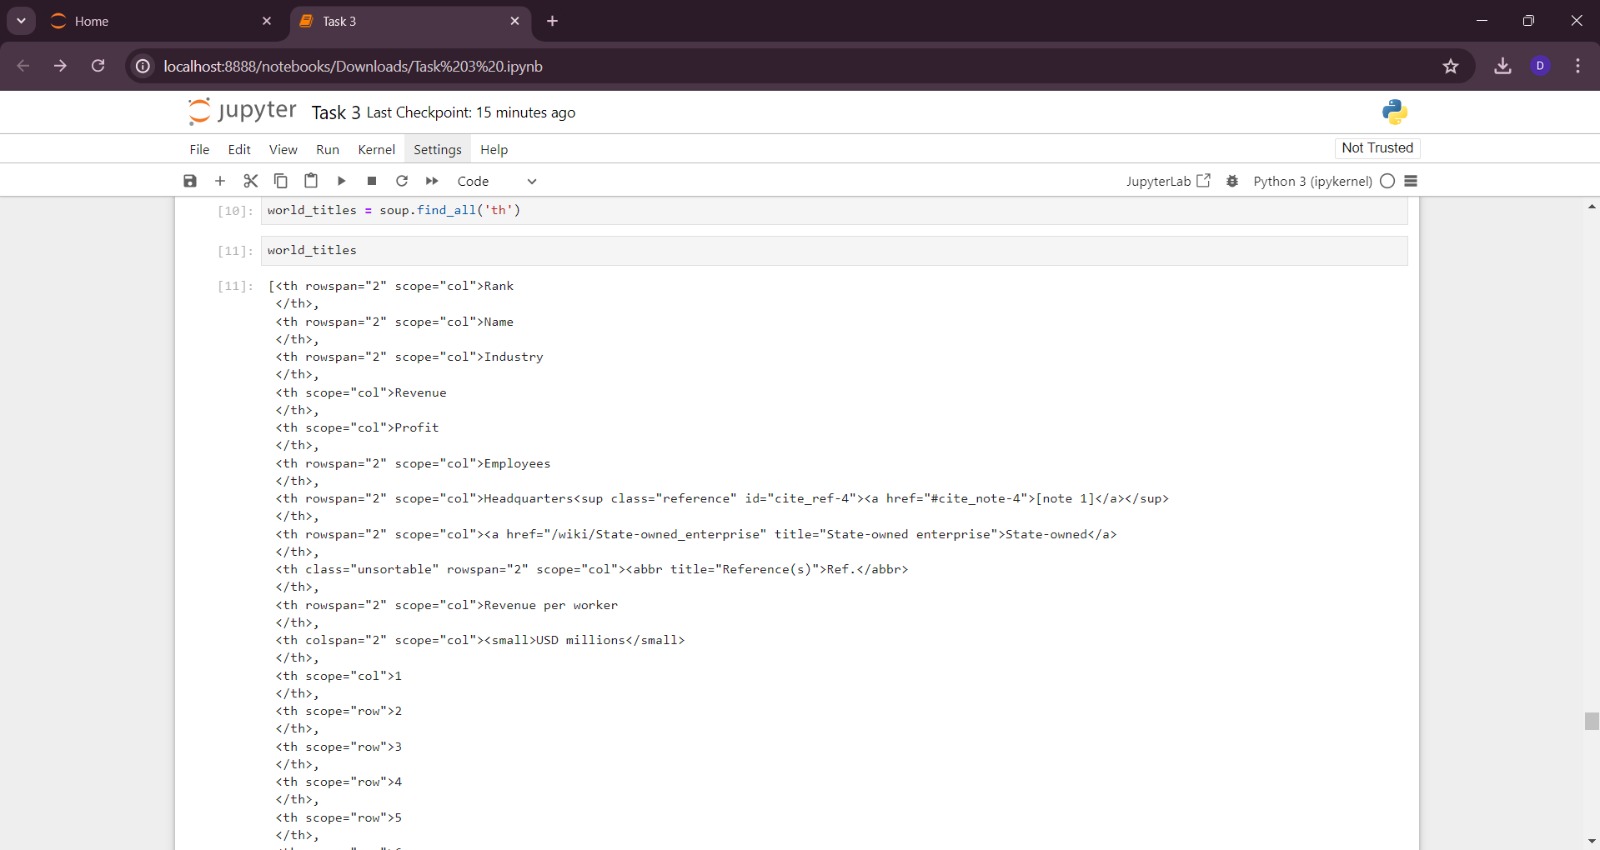 Home
Task 3
localhost:8888/notebooks/Downloads/Task%203%20.ipynb
D
jupyter Task 3 Last Checkpoint: 15 minutes ago
File Edit View Run Kernel Settings Help
Not Trusted
Code
JupyterLab
Python 3 (ipykernel)
[10]: world_titles = soup.find_all('th')
[11]: world_titles
[11]: [<th rowspan="2" scope="col">Rank
</th>,
<th rowspan="2" scope="col">Name
</th>,
<th rowspan="2" scope="col">Industry
</th>,
<th scope="col">Revenue
</th>,
<th scope="col">Profit
</th>,
<th rowspan="2" scope="col">Employees
</th>,
<th rowspan="2" scope="col">Headquarters<sup class="reference" id="cite_ref-4"><a href="#cite_note-4">[note 1]</a></sup>
</th>,
<th rowspan="2" scope="col"><a href="/wiki/State-owned_enterprise" title="State-owned enterprise">State-owned</a>
</th>,
<th class="unsortable" rowspan="2" scope="col"><abbr title="Reference(s)">Ref.</abbr>
</th>,
<th rowspan="2" scope="col">Revenue per worker
</th>,
<th colspan="2" scope="col"><small>USD millions</small>
</th>,
<th scope="col">1
</th>,
<th scope="row">2
</th>,
<th scope="row">3
</th>,
<th scope="row">4
</th>,
<th scope="row">5
</th>,